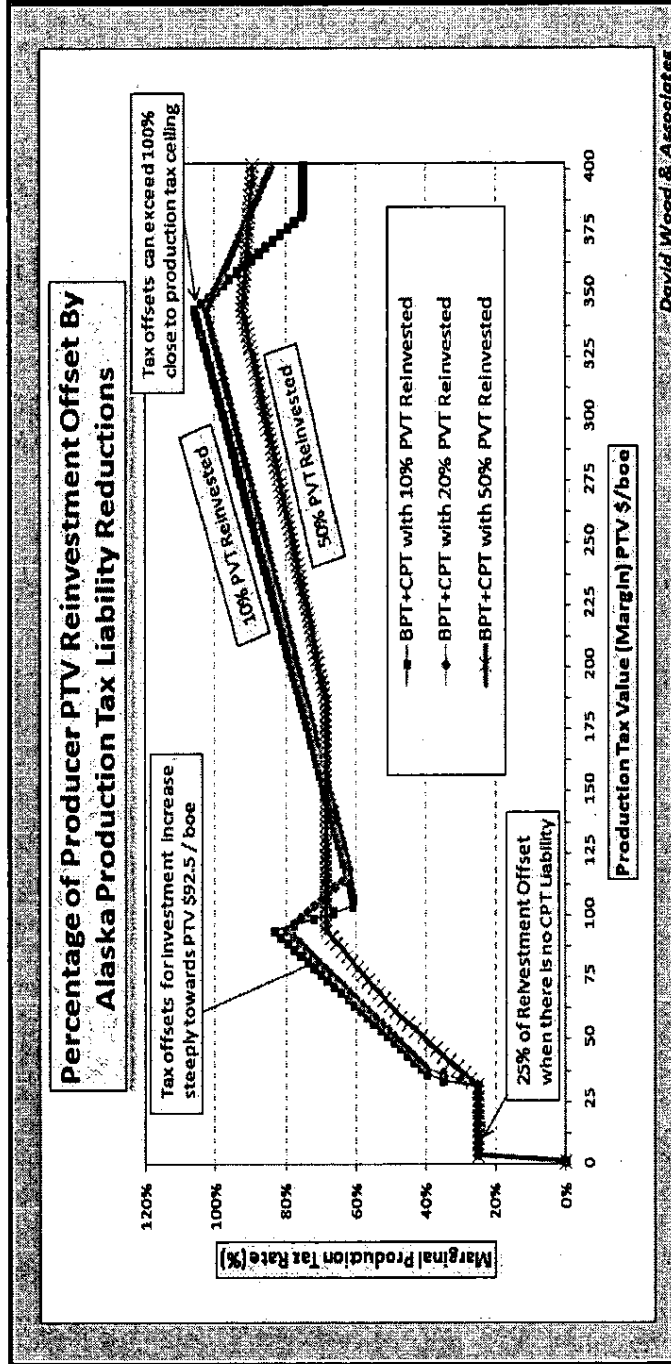 Percentage of Producer PTV Reinvestment Offset By
Alaska Production Tax Liability Reductions
Tax offsets can exceed 100%
close to production tax ceiling
Tax offsets for investment increase
steeply towards PTV $92.5 / boe
10% PVT Reinvested
50% PVT Reinvested
BPT+CPT with 10% PVT Reinvested
BPT+CPT with 20% PVT Reinvested
BPT+CPT with 50% PVT Reinvested
25% of Reivestment Offset
when there is no CPT Liability
Marginal Production Tax Rate (%)
120%
100%
80%
60%
40%
20%
0%
0 25 50 75 100 125 150 175 200 225 250 275 300 325 350 375 400
Production Tax Value (Margin) PTV $/boe
David Wood & Associates